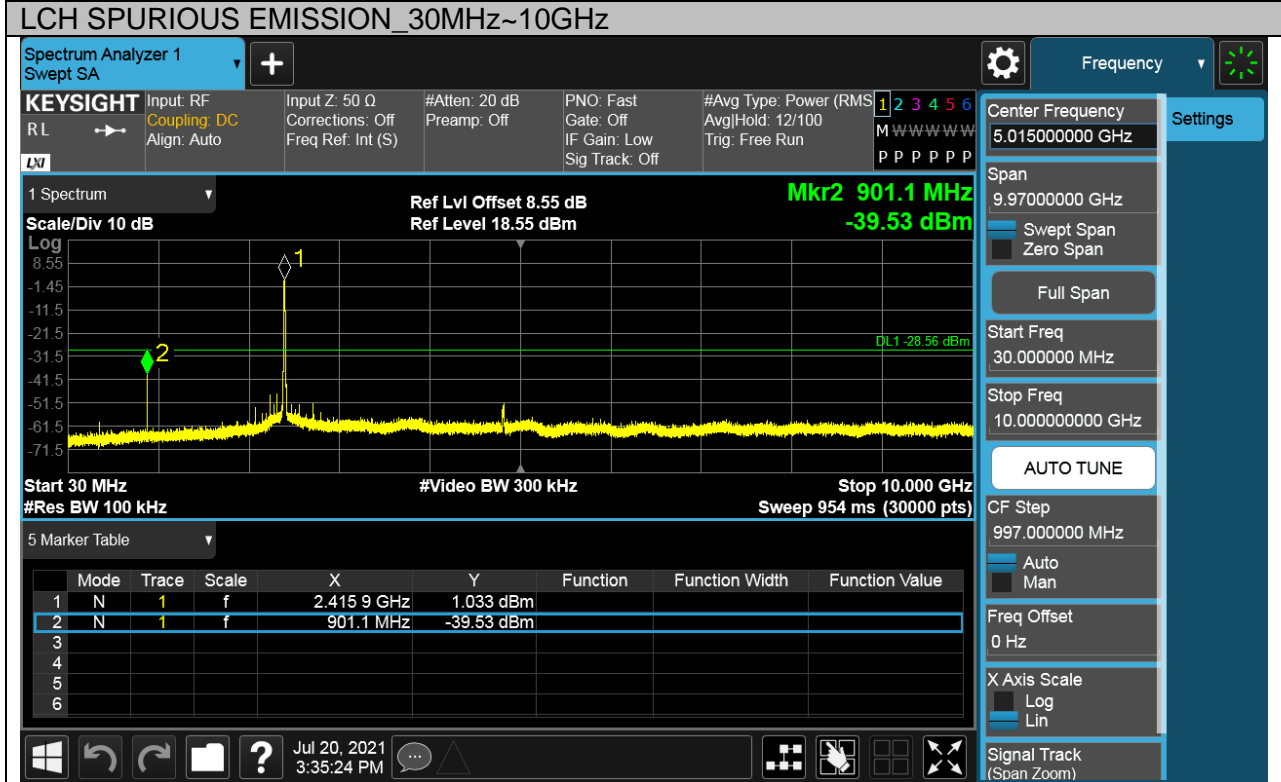 LCH SPURIOUS EMISSION_30MHz~10GHz
Spectrum Analyzer 1
Swept SA
+
Frequency
KEYSIGHT Input: RF Input Z: 50 Ω #Atten: 20 dB PNO: Fast #Avg Type: Power (RMS 1 2 3 4 5 6
RL Coupling: DC Corrections: Off Preamp: Off Gate: Off Avg|Hold: 12/100 M W W W W W
Align: Auto Freq Ref: Int (S) IF Gain: Low Trig: Free Run
LXI Sig Track: Off P P P P P P
Center Frequency
5.015000000 GHz
Settings
Span
9.97000000 GHz
Swept Span
Zero Span
Full Span
Start Freq
30.000000 MHz
Stop Freq
10.000000000 GHz
AUTO TUNE
CF Step
997.000000 MHz
Auto
Man
Freq Offset
0 Hz
X Axis Scale
Log
Lin
Signal Track
(Span Zoom)
1 Spectrum
Ref Lvl Offset 8.55 dB Mkr2 901.1 MHz
Scale/Div 10 dB Ref Level 18.55 dBm -39.53 dBm
Log
8.55
-1.45
-11.5
-21.5
-31.5
-41.5
-51.5
-61.5
-71.5
1
2
DL1 -28.56 dBm
Start 30 MHz #Video BW 300 kHz Stop 10.000 GHz
#Res BW 100 kHz Sweep 954 ms (30000 pts)
5 Marker Table
Mode Trace Scale X Y Function Function Width Function Value
1 N 1 f 2.415 9 GHz 1.033 dBm
2 N 1 f 901.1 MHz -39.53 dBm
3
4
5
6
? Jul 20, 2021
3:35:24 PM